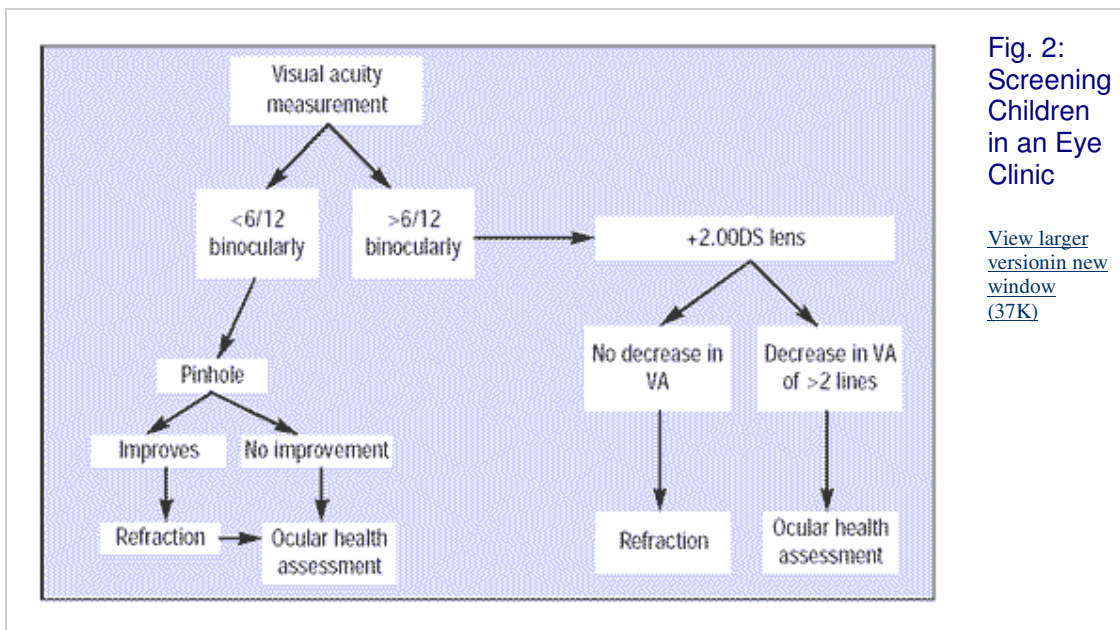 Visual acuity
measurement
<6/12
binocularly
>6/12
binocularly
+2.00DS lens
No decrease in
VA
Decrease in VA
of >2 lines
Pinhole
Improves
No improvement
Refraction
Ocular health
assessment
Refraction
Ocular health
assessment
Fig. 2:
Screening
Children
in an Eye
Clinic
View larger
versionin new
window
(37K)